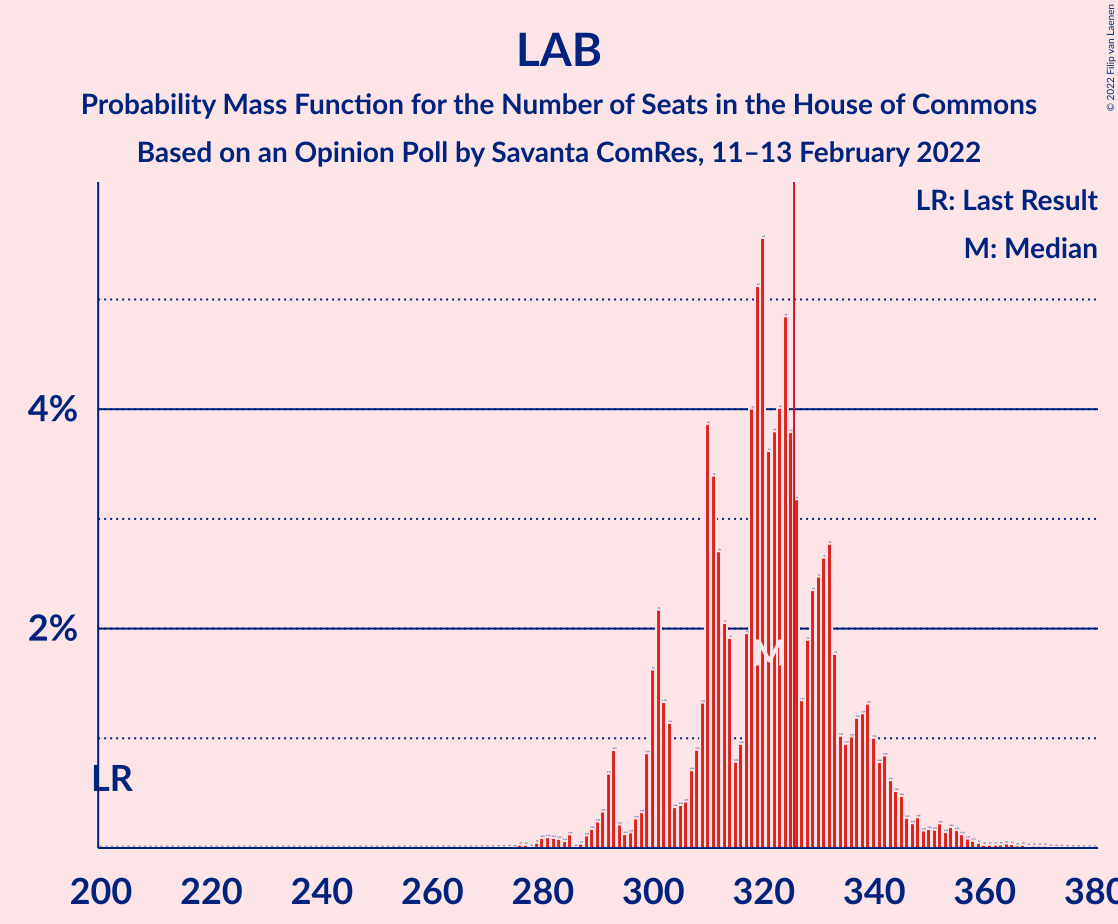 LAB
Probability Mass Function for the Number of Seats in the House of Commons
Based on an Opinion Poll by Savanta ComRes, 11–13 February 2022
© 2022 Filip van Laenen
LR: Last Result
M: Median
4%
2%
M
LR
200 220 240 260 280 300 320 340 360 380